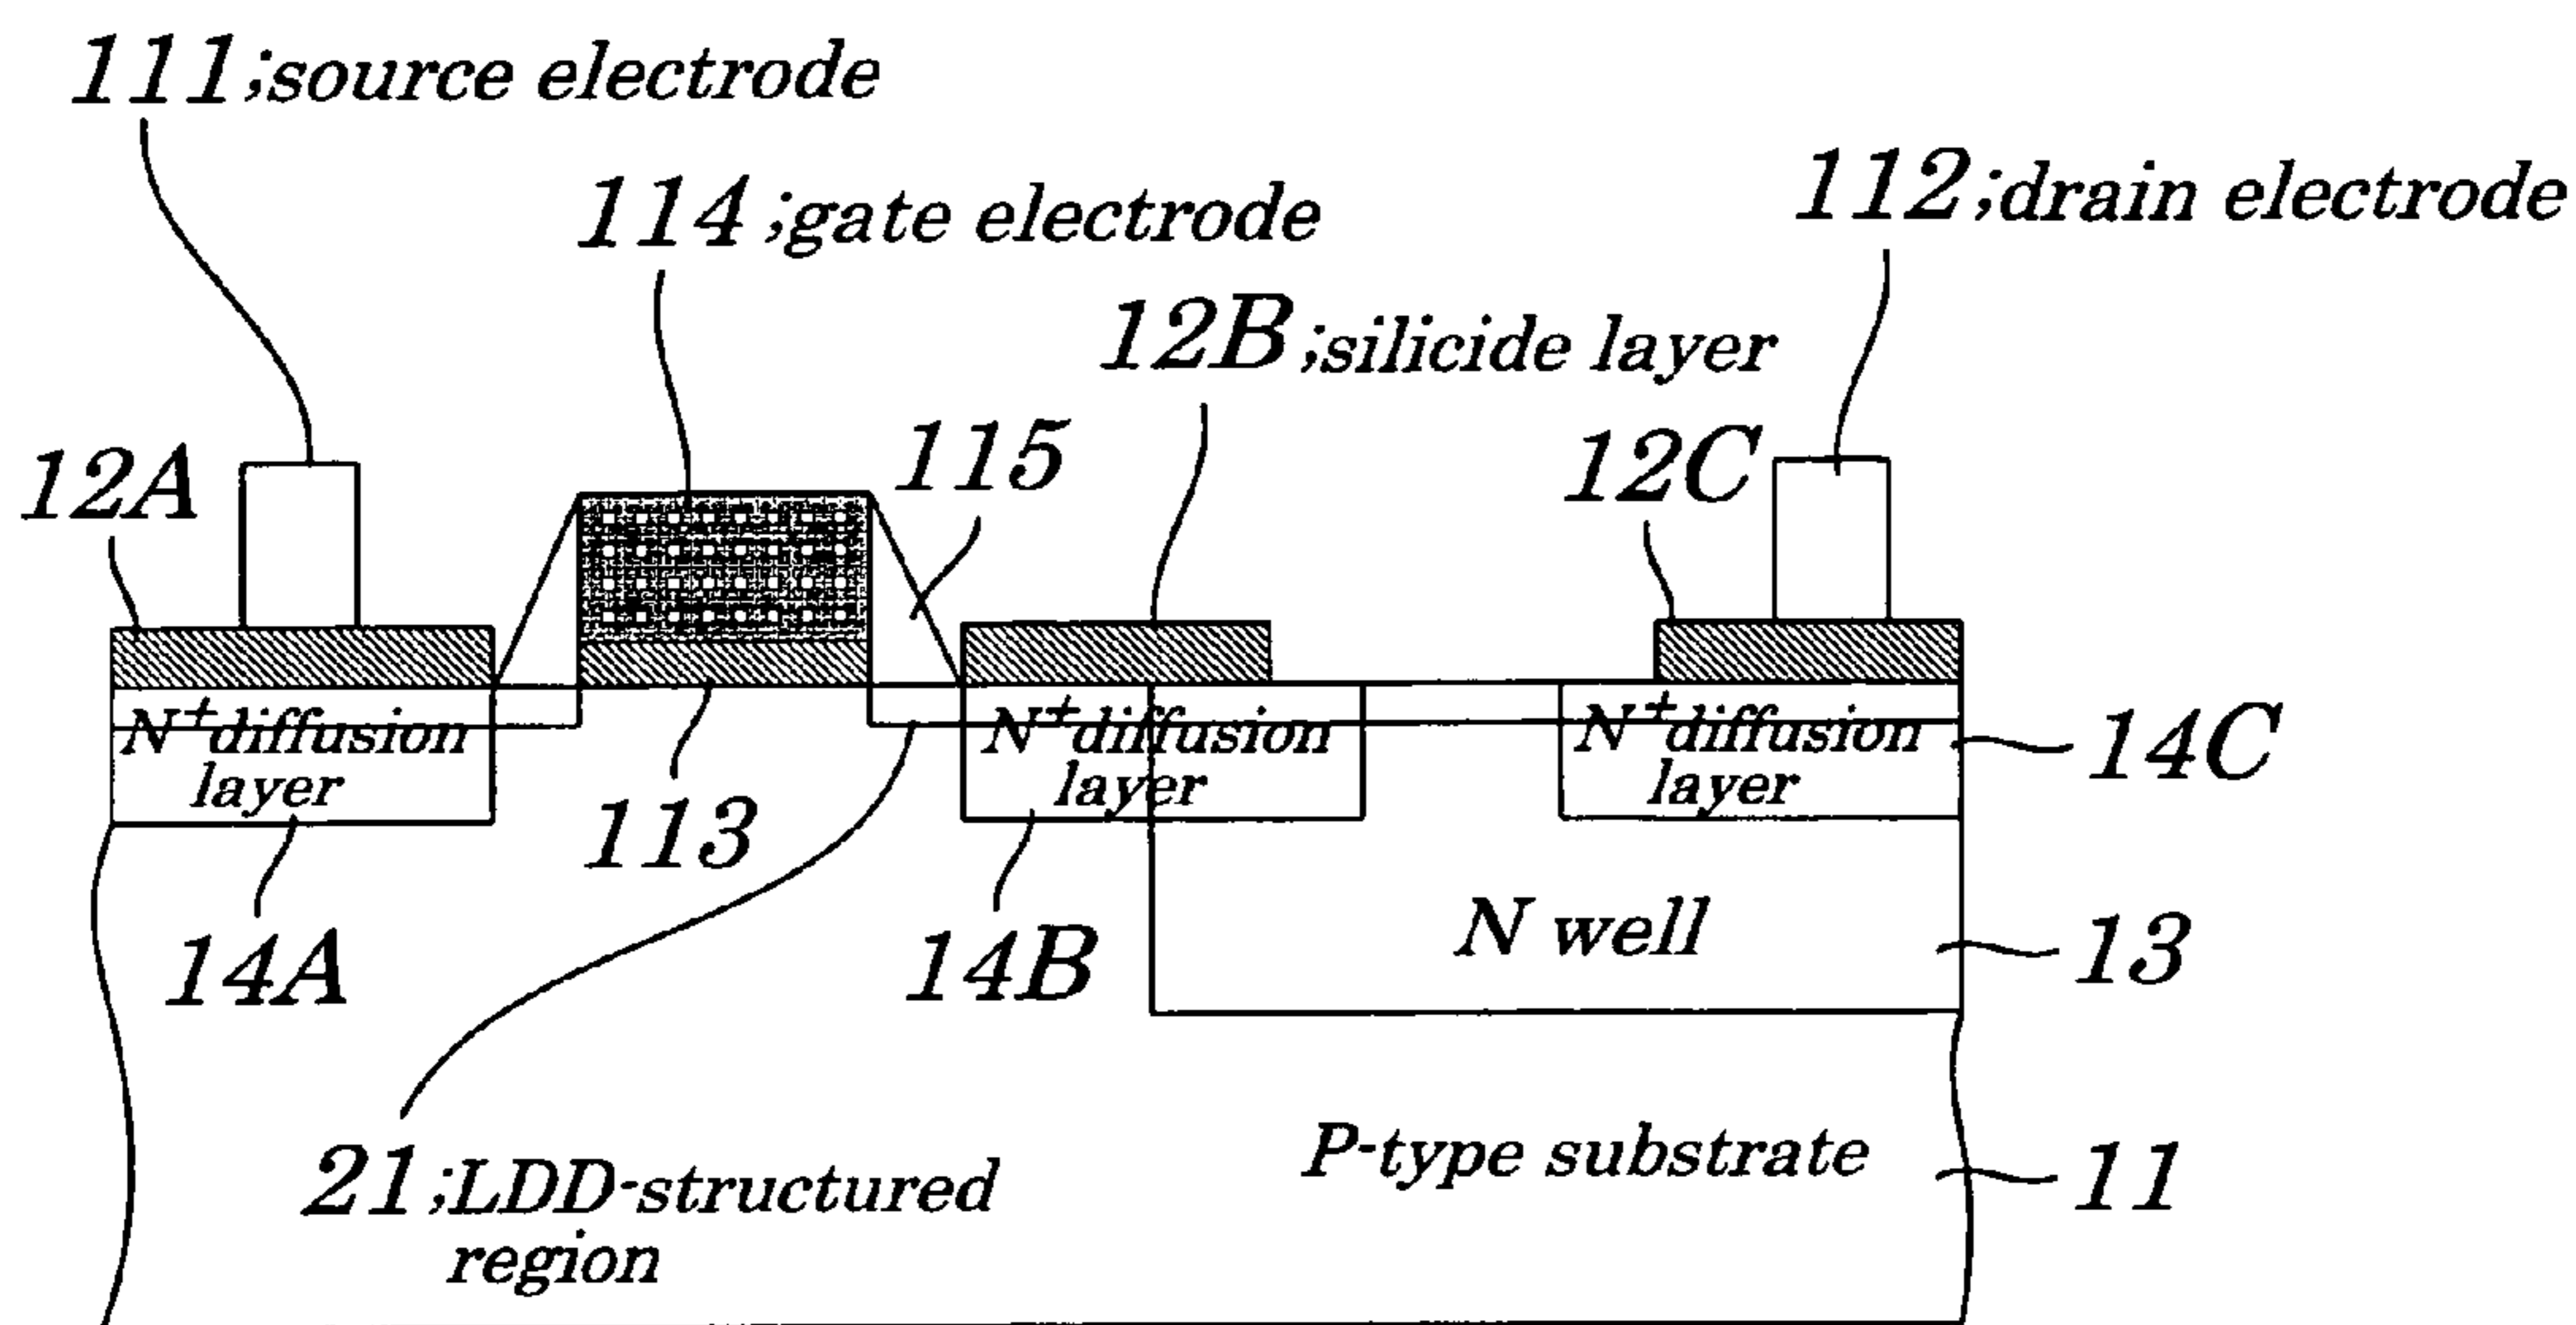 111;source electrode
114;gate electrode
112;drain electrode
12B;silicide layer
12A
115
12C
N+ diffusion
layer
N+ diffusion
layer
N+ diffusion
layer
14C
113
14A
14B
N well
13
21;LDD-structured
region
P-type substrate
11